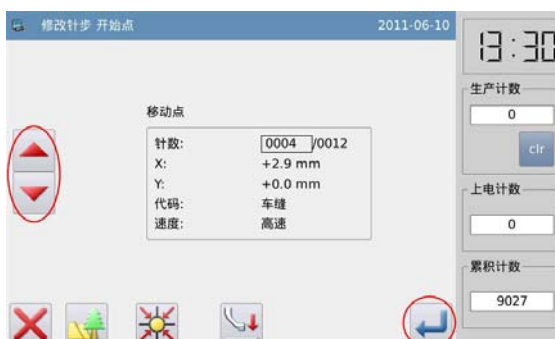 修改针步 开始点 2011-06-10
13:30
生产计数
0
clr
移动点
针数: 0004 /0012
X: +2.9 mm
Y: +0.0 mm
代码: 车缝
速度: 高速
上电计数
0
累积计数
9027